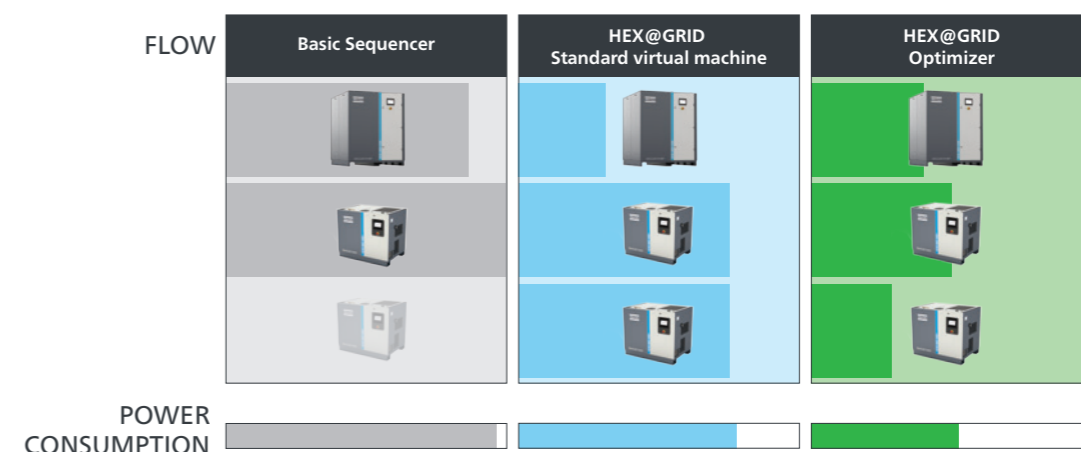 FLOW
Basic Sequencer
HEX@GRID
Standard virtual machine
HEX@GRID
Optimizer
POWER
CONSUMPTION